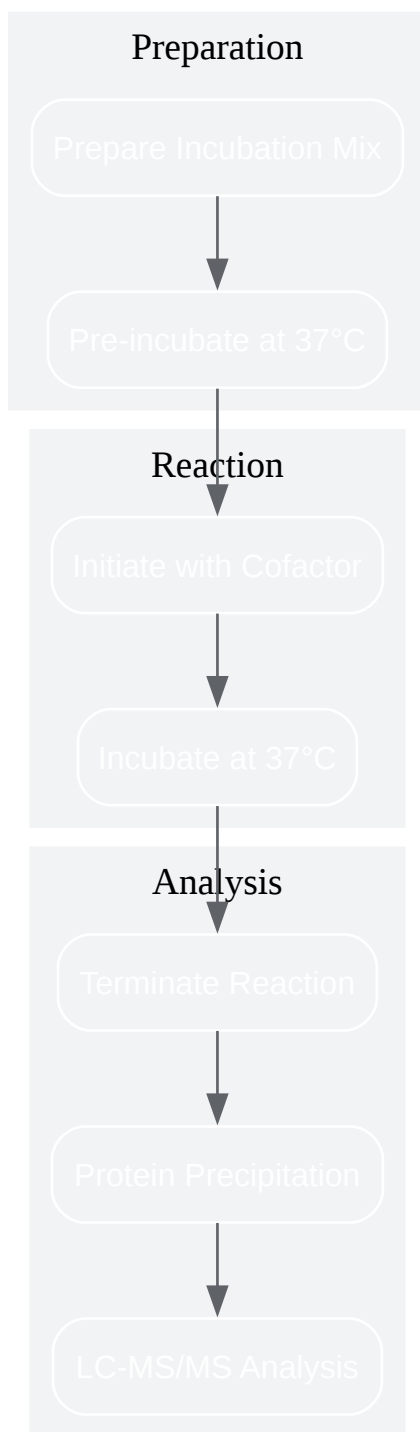 Preparation
Prepare Incubation Mix
Pre-incubate at 37°C
Reaction
Initiate with Cofactor
Incubate at 37°C
Analysis
Terminate Reaction
Protein Precipitation
LC-MS/MS Analysis